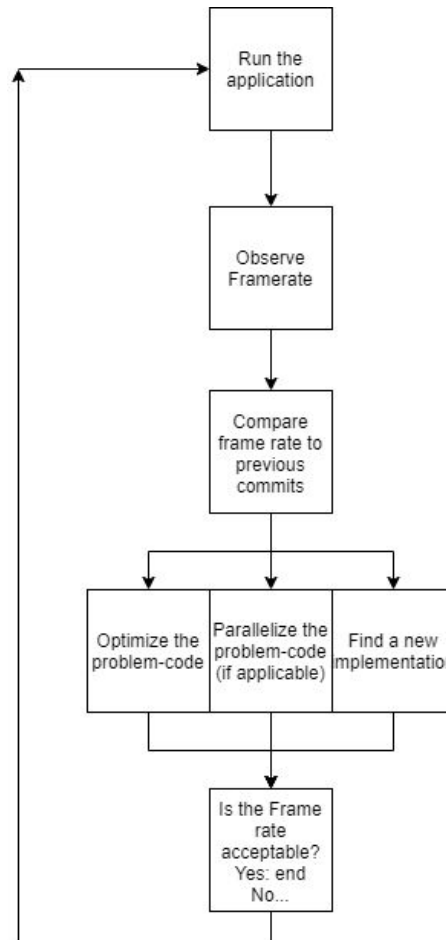 Run the
application
Observe
Framerate
Compare
frame rate to
previous
commits
Optimize the
problem-code
Parallelize the
problem-code
(if applicable)
Find a new
implementation
Is the Frame
rate
acceptable?
Yes: end
No...